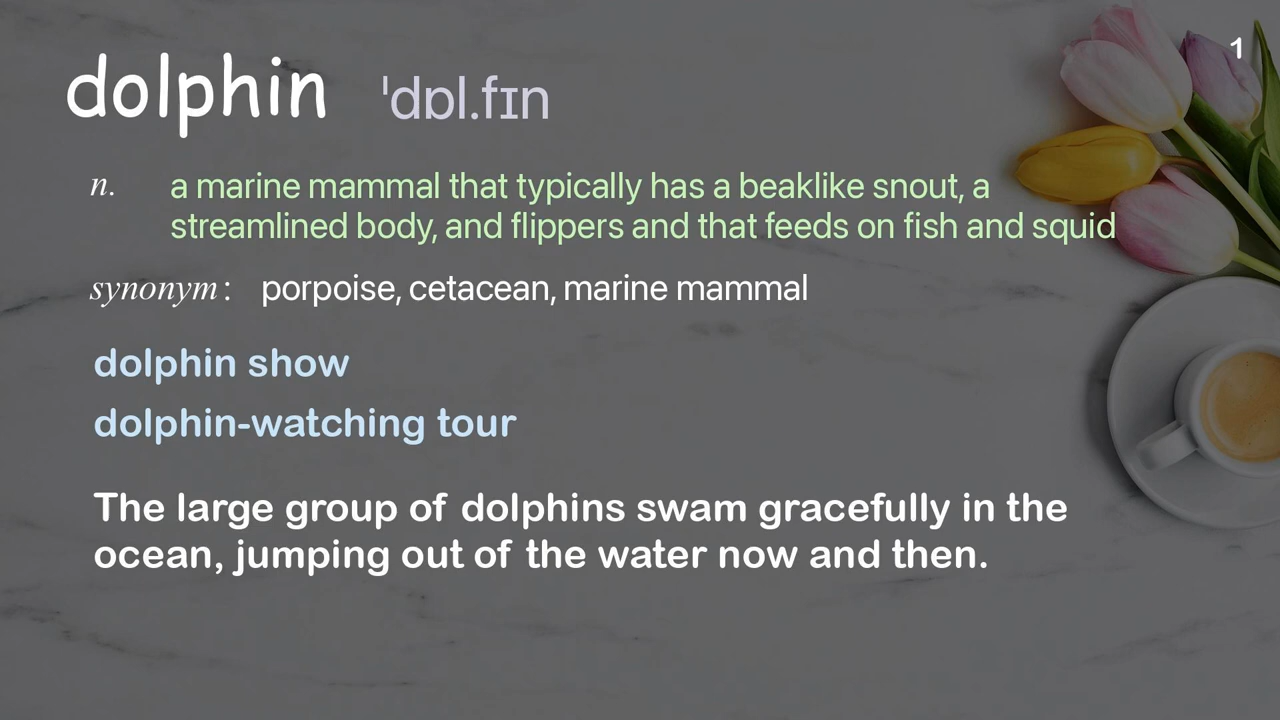 1
dolphin ˈdɒl.fɪn
n. a marine mammal that typically has a beaklike snout, a
streamlined body, and flippers and that feeds on fish and squid
synonym: porpoise, cetacean, marine mammal
dolphin show
dolphin-watching tour
The large group of dolphins swam gracefully in the
ocean, jumping out of the water now and then.